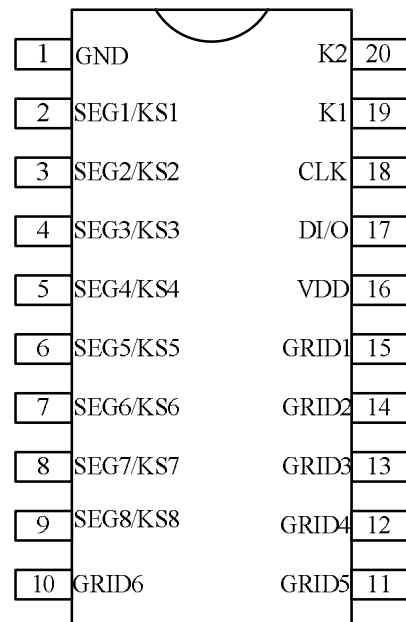 1 GND K2 20
2 SEG1/KS1 K1 19
3 SEG2/KS2 CLK 18
4 SEG3/KS3 DI/O 17
5 SEG4/KS4 VDD 16
6 SEG5/KS5 GRID1 15
7 SEG6/KS6 GRID2 14
8 SEG7/KS7 GRID3 13
9 SEG8/KS8 GRID4 12
10 GRID6 GRID5 11